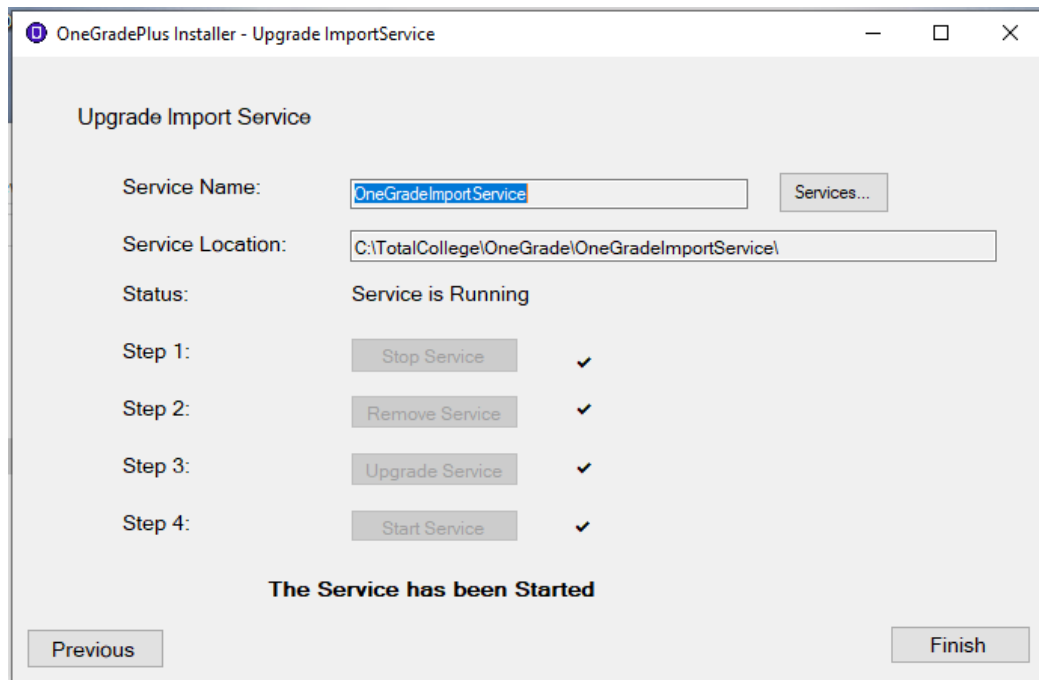 OneGradePlus Installer - Upgrade ImportService
Upgrade Import Service
Service Name: OneGradeImportService Services...
Service Location: C:\TotalCollege\OneGrade\OneGradeImportService\
Status: Service is Running
Step 1: Stop Service
Step 2: Remove Service
Step 3: Upgrade Service
Step 4: Start Service
The Service has been Started
Previous Finish